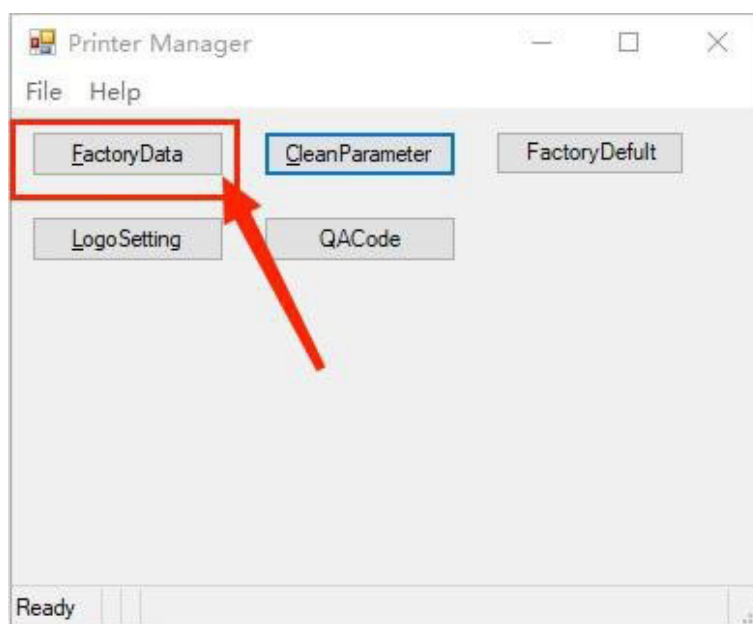 Printer Manager
File Help
FactoryData CleanParameter FactoryDefult
LogoSetting QACode
Ready